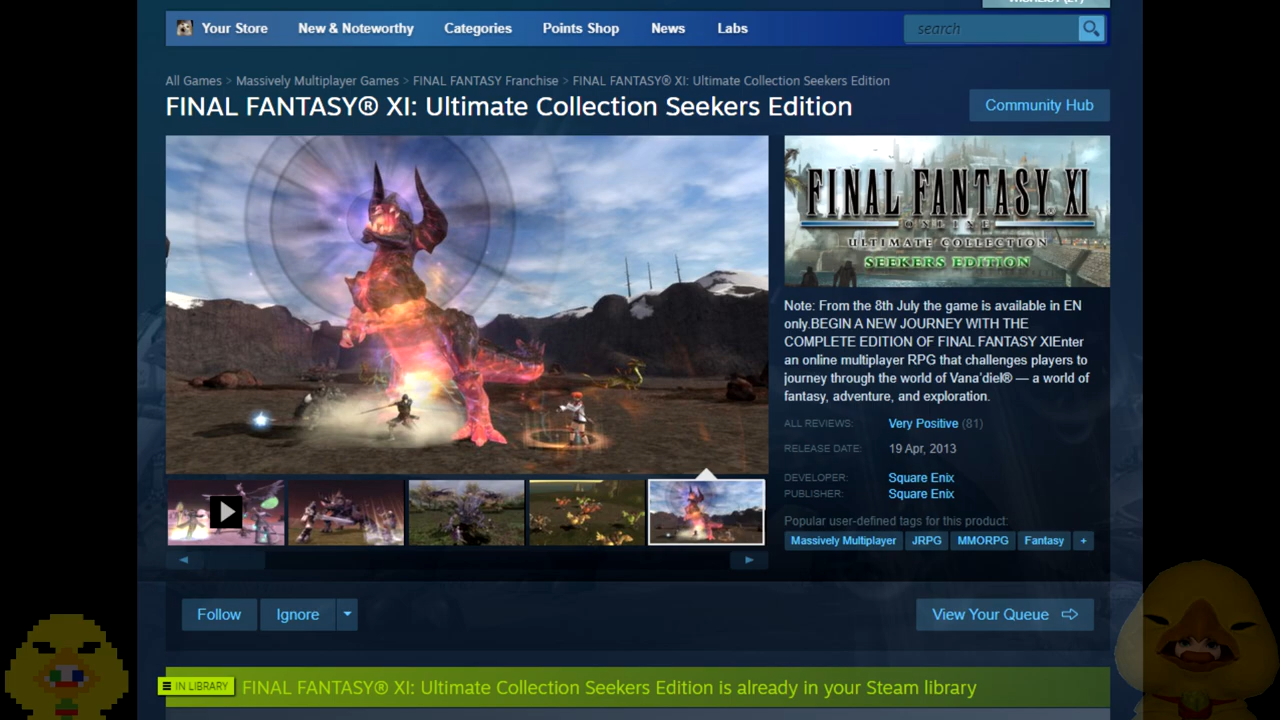 WISHLIST (27)
Your Store New & Noteworthy Categories Points Shop News Labs search
All Games > Massively Multiplayer Games > FINAL FANTASY Franchise > FINAL FANTASY® XI: Ultimate Collection Seekers Edition
FINAL FANTASY® XI: Ultimate Collection Seekers Edition
Community Hub
FINAL FANTASY XI
ONLINE
ULTIMATE COLLECTION
SEEKERS EDITION
Note: From the 8th July the game is available in EN
only.BEGIN A NEW JOURNEY WITH THE
COMPLETE EDITION OF FINAL FANTASY XIEnter
an online multiplayer RPG that challenges players to
journey through the world of Vana’diel® — a world of
fantasy, adventure, and exploration.
ALL REVIEWS: Very Positive (81)
RELEASE DATE: 19 Apr, 2013
DEVELOPER: Square Enix
PUBLISHER: Square Enix
Popular user-defined tags for this product:
Massively Multiplayer JRPG MMORPG Fantasy +
Follow Ignore View Your Queue
IN LIBRARY FINAL FANTASY® XI: Ultimate Collection Seekers Edition is already in your Steam library